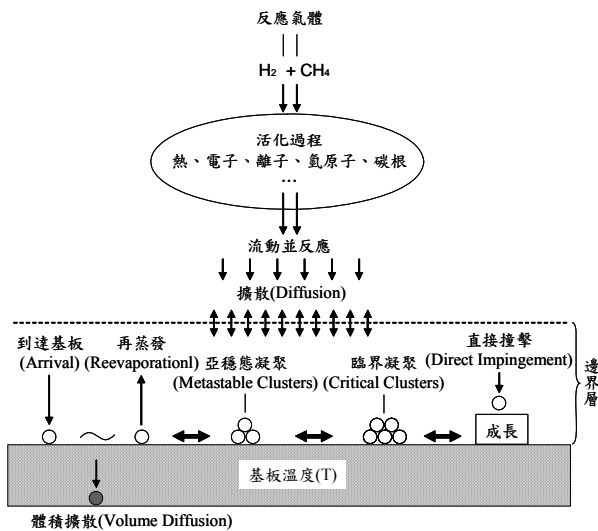 反應氣體
H₂ + CH₄
活化過程
熱、電子、離子、氫原子、碳根
...
流動並反應
擴散(Diffusion)
到達基板
(Arrival)
再蒸發
(Reevaporationl)
亞穩態凝聚
(Metastable Clusters)
臨界凝聚
(Critical Clusters)
直接撞擊
(Direct Impingement)
邊界層
成長
基板溫度(T)
體積擴散(Volume Diffusion)